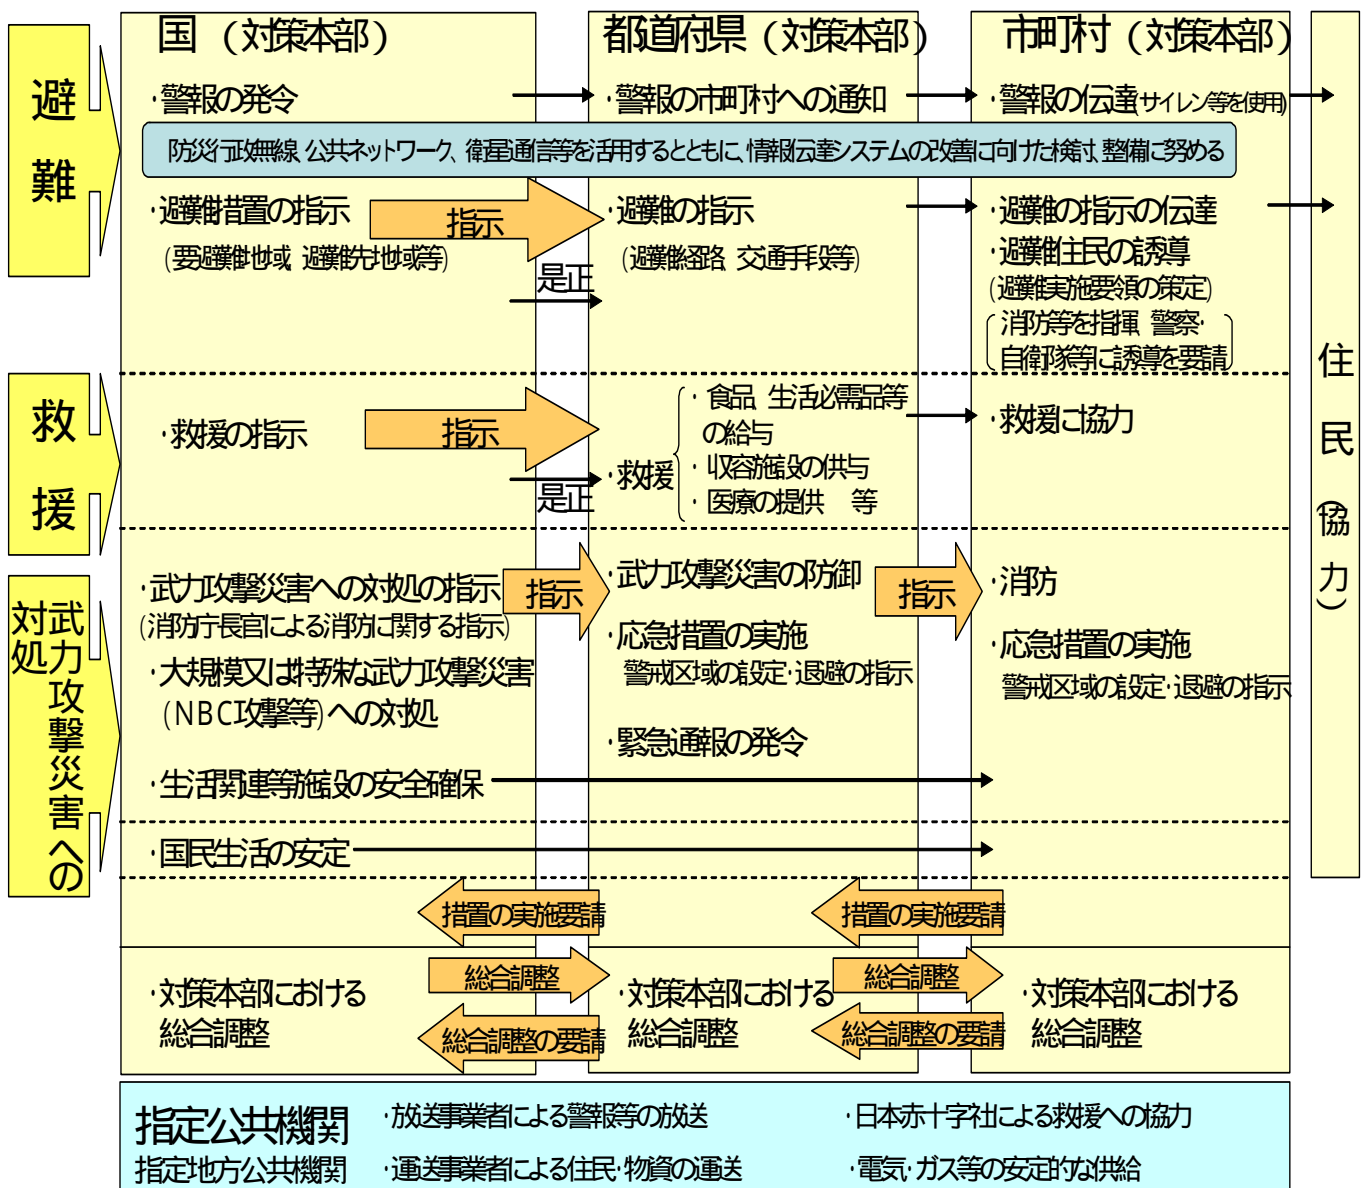 国（対策本部）
都道府県（対策本部）
市町村（対策本部）
避難
・警報の発令
・警報の市町村への通知
・警報の伝達(サイレン等を使用)
防災行政無線、公共ネットワーク、衛星通信等を活用するとともに、情報伝達システムの改善に向けた検討、整備に努める
・避難措置の指示
(要避難地域、避難先地域等)
指示
是正
・避難の指示
(避難経路、交通手段等)
・避難の指示の伝達
・避難住民の誘導
(避難実施要領の策定)
消防等を指揮、警察・
自衛隊等に誘導を要請
住民（協力）
救援
・救援の指示
指示
是正
・救援
・食品、生活必需品等
の給与
・収容施設の供与
・医療の提供　等
・救援に協力
武力攻撃災害への
対処
・武力攻撃災害への対処の指示
(消防庁長官による消防に関する指示)
指示
・武力攻撃災害の防御
指示
・消防
・大規模又は特殊な武力攻撃災害
(NBC攻撃等)への対処
・応急措置の実施
警戒区域の設定・退避の指示
・応急措置の実施
警戒区域の設定・退避の指示
・緊急通報の発令
・生活関連等施設の安全確保
・国民生活の安定
措置の実施要請
措置の実施要請
・対策本部における
総合調整
総合調整
総合調整の要請
・対策本部における
総合調整
総合調整
総合調整の要請
・対策本部における
総合調整
指定公共機関
指定地方公共機関
・放送事業者による警報等の放送
・日本赤十字社による救援への協力
・運送事業者による住民・物資の運送
・電気・ガス等の安定的な供給